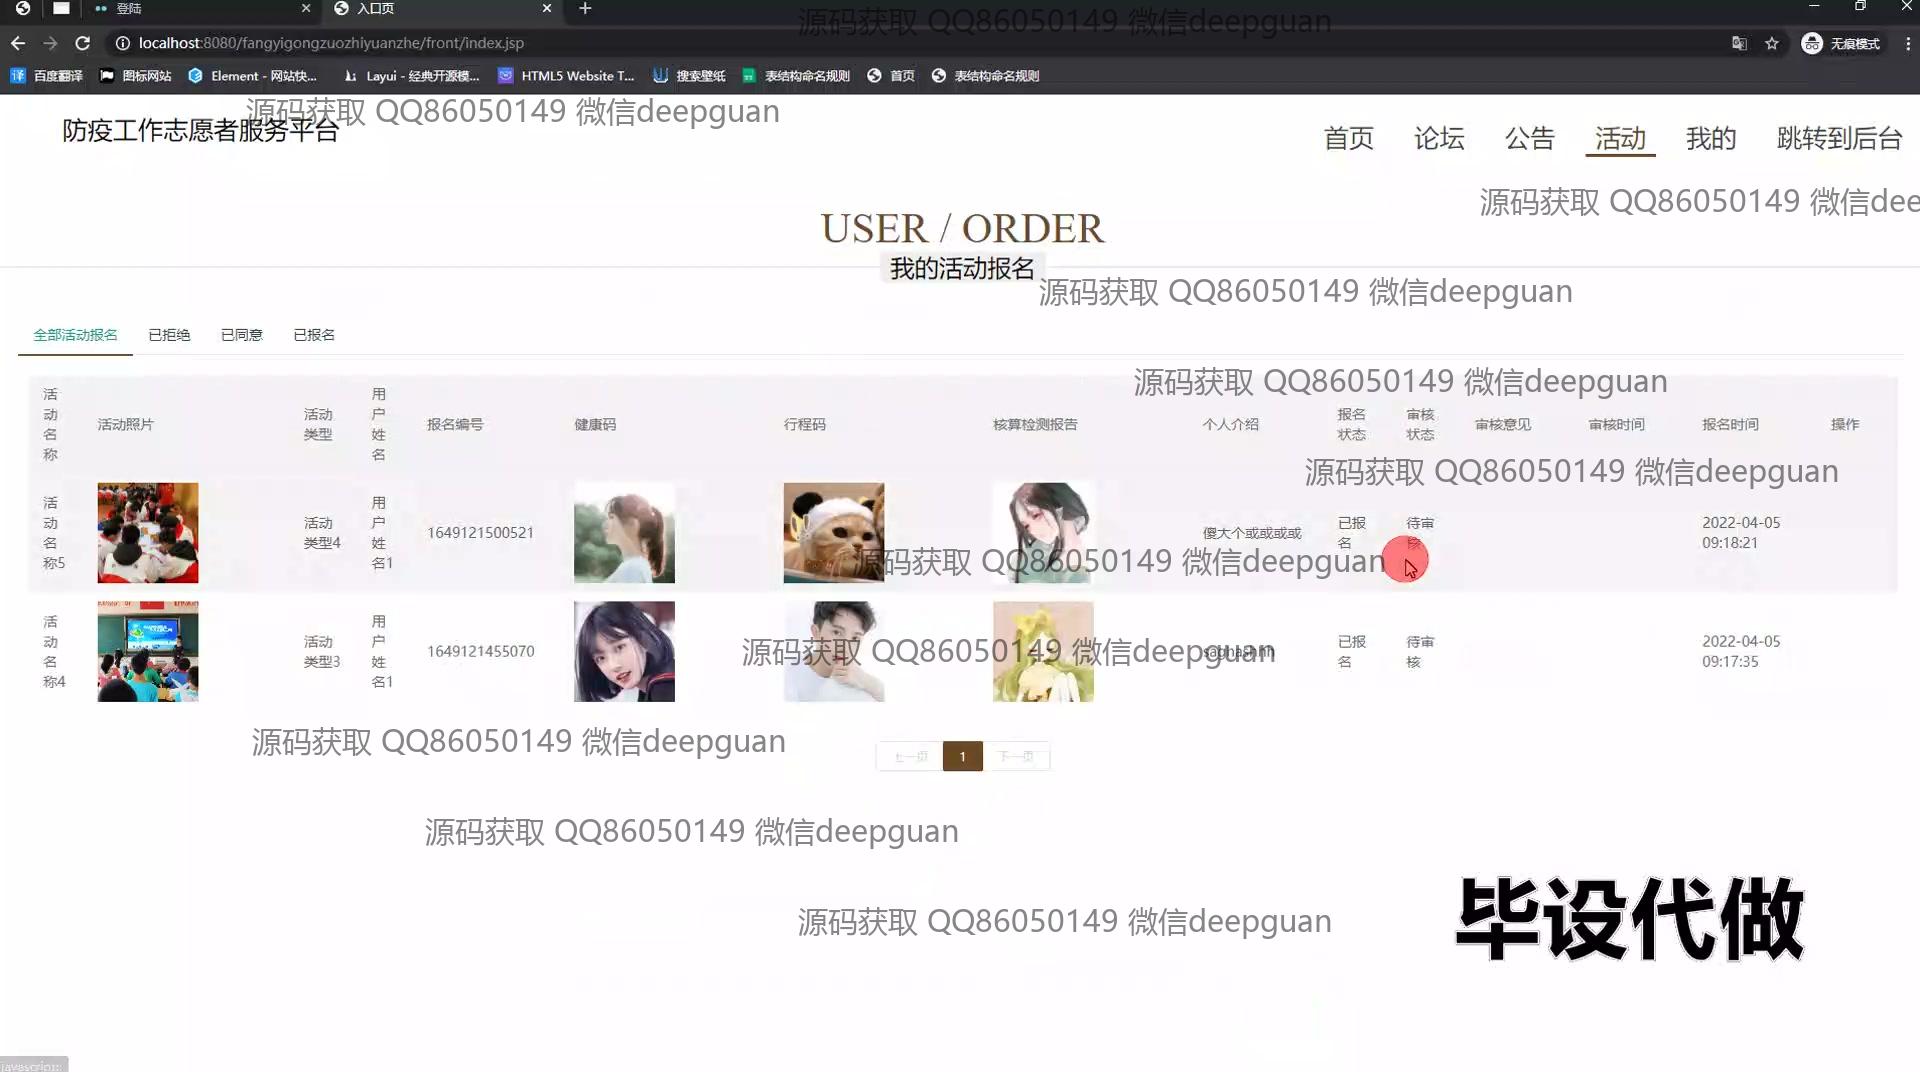 登陆
入口页
localhost:8080/fangyigongzuozhiyuanzhe/front/index.jsp
无痕模式
百度翻译 图标网站 Element - 网站快... Layui - 经典开源模... HTML5 Website T... 搜索壁纸 表结构命名规则 首页 表结构命名规则
源码获取 QQ86050149 微信deepguan
源码获取 QQ86050149 微信deepguan
防疫工作志愿者服务平台
首页 论坛 公告 活动 我的 跳转到后台
源码获取 QQ86050149 微信dee
USER / ORDER
我的活动报名
源码获取 QQ86050149 微信deepguan
全部活动报名 已拒绝 已同意 已报名
源码获取 QQ86050149 微信deepguan
活动名称 活动照片 活动类型 用户姓名 报名编号 健康码 行程码 核算检测报告 个人介绍 报名状态 审核状态 审核意见 审核时间 报名时间 操作
源码获取 QQ86050149 微信deepguan
活动名称5 活动类型4 用户姓名1 1649121500521 傻大个或或或或 已报名 待审核 2022-04-05 09:18:21
源码获取 QQ86050149 微信deepguan
活动名称4 活动类型3 用户姓名1 1649121455070 已报名 待审核 2022-04-05 09:17:35
源码获取 QQ86050149 微信deepguan
源码获取 QQ86050149 微信deepguan
上一页 1 下一页
源码获取 QQ86050149 微信deepguan
源码获取 QQ86050149 微信deepguan
毕设代做